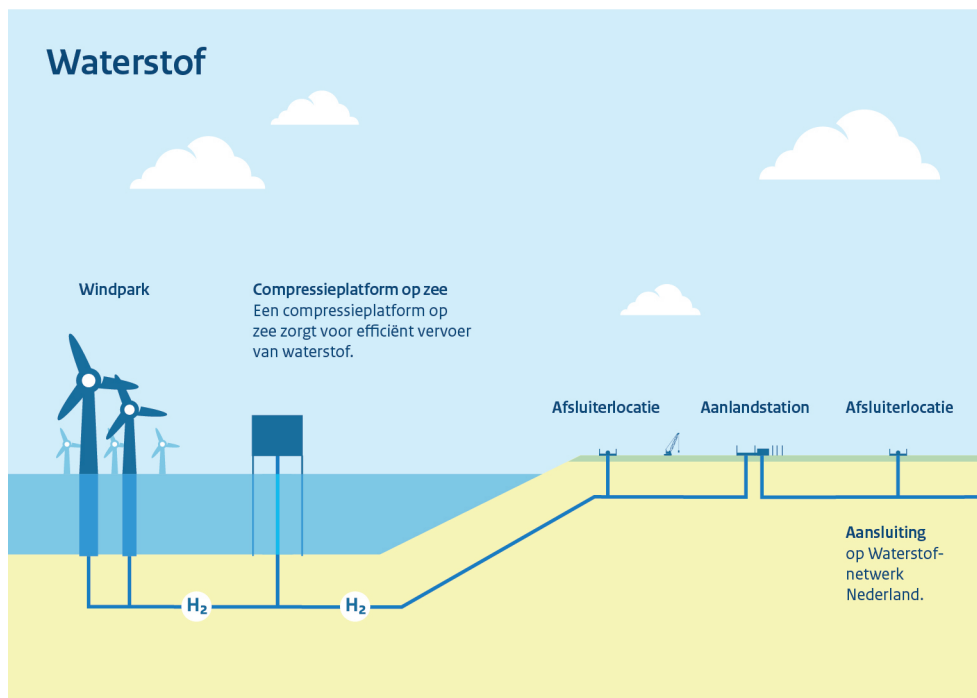 Waterstof
Windpark
Compressieplatform op zee
Een compressieplatform op
zee zorgt voor efficiënt vervoer
van waterstof.
Afsluiterlocatie
Aanlandstation
Afsluiterlocatie
Aansluiting
op Waterstof-
netwerk
Nederland.
H₂
H₂